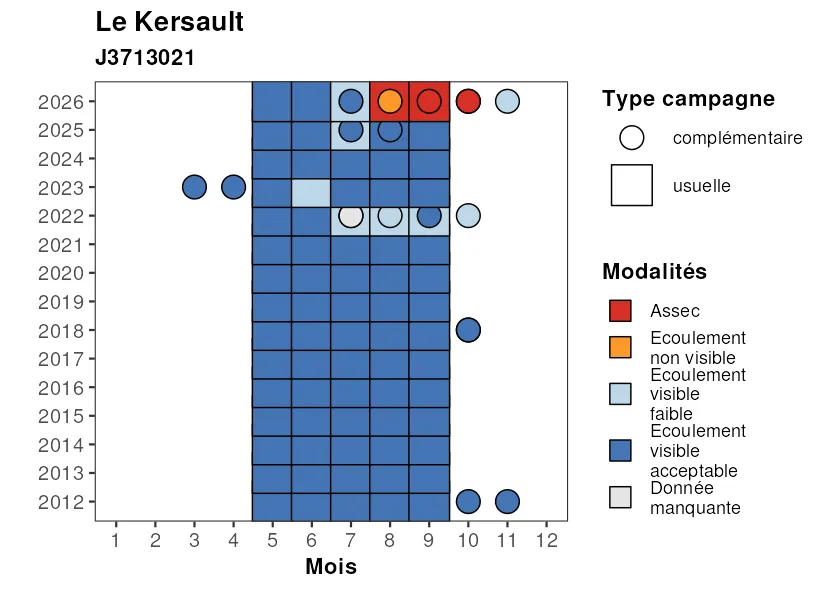 Le Kersault
J3713021
2026
2025
2024
2023
2022
2021
2020
2019
2018
2017
2016
2015
2014
2013
2012
1 2 3 4 5 6 7 8 9 10 11 12
Mois
Type campagne
complémentaire
usuelle
Modalités
Assec
Ecoulement
non visible
Ecoulement
visible
faible
Ecoulement
visible
acceptable
Donnée
manquante